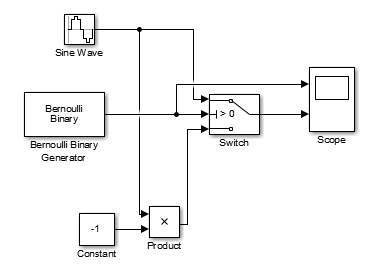 Sine Wave
Bernoulli
Binary
Bernoulli Binary
Generator
> 0
Switch
Scope
-1
Constant
×
Product